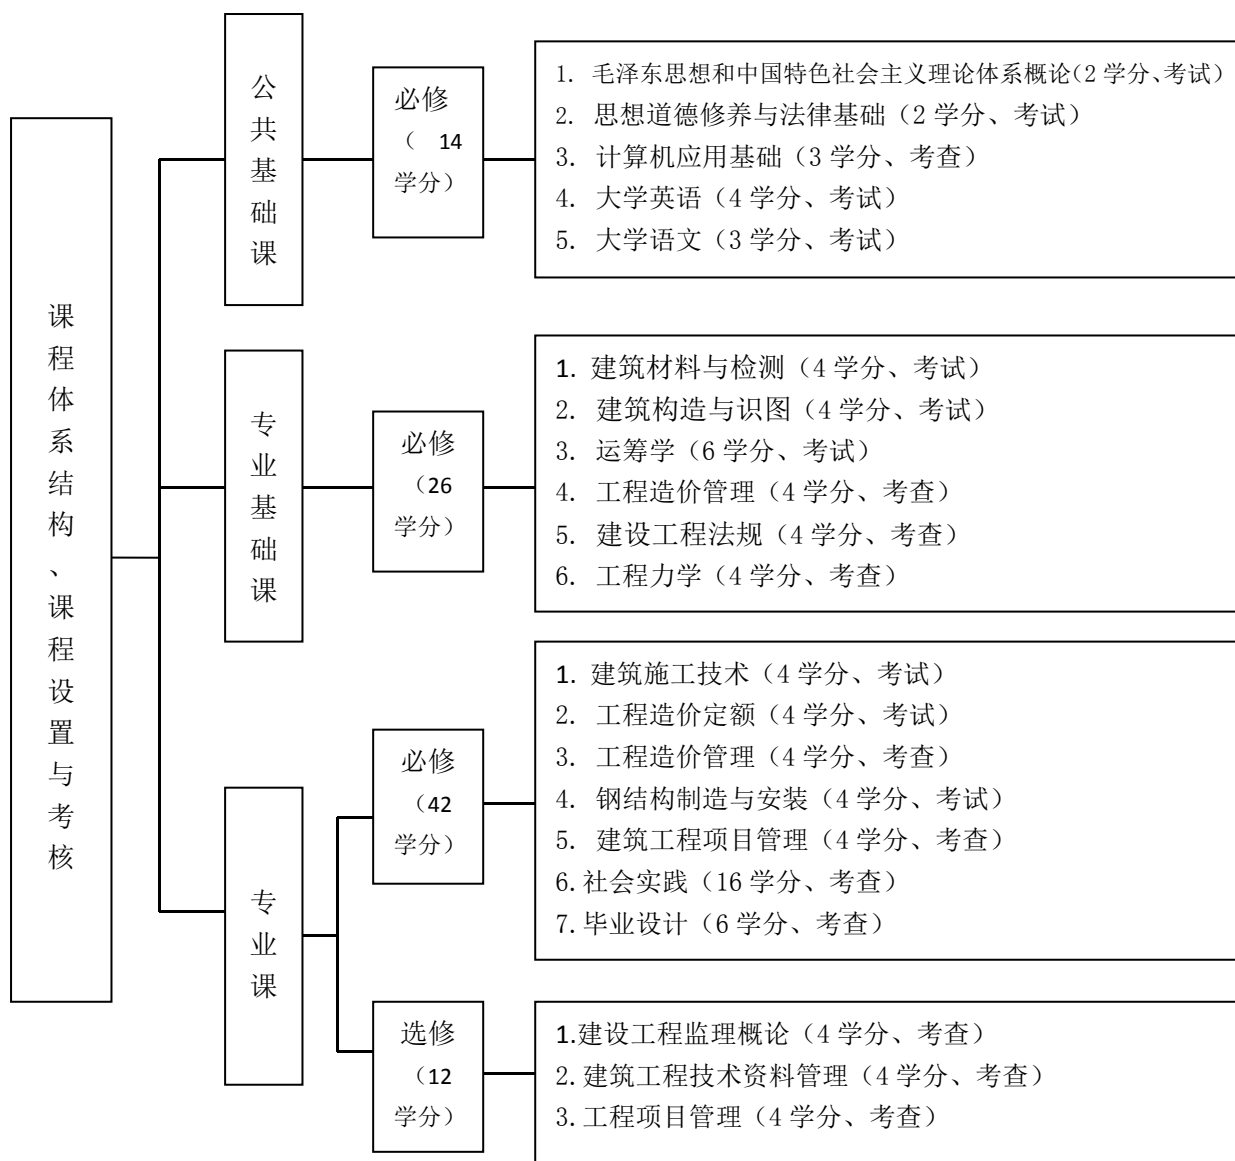 课程体系结构、课程设置与考核
公共基础课
必修
（ 14
学分）
1. 毛泽东思想和中国特色社会主义理论体系概论（2 学分、考试）
2. 思想道德修养与法律基础（2 学分、考试）
3. 计算机应用基础（3 学分、考查）
4. 大学英语（4 学分、考试）
5. 大学语文（3 学分、考试）
专业基础课
必修
（26
学分）
1. 建筑材料与检测（4 学分、考试）
2. 建筑构造与识图（4 学分、考试）
3. 运筹学（6 学分、考试）
4. 工程造价管理（4 学分、考查）
5. 建设工程法规（4 学分、考查）
6. 工程力学（4 学分、考查）
专业课
必修
（42
学分）
1. 建筑施工技术（4 学分、考试）
2. 工程造价定额（4 学分、考试）
3. 工程造价管理（4 学分、考查）
4. 钢结构制造与安装（4 学分、考试）
5. 建筑工程项目管理（4 学分、考查）
6.社会实践（16 学分、考查）
7.毕业设计（6 学分、考查）
选修
（12
学分）
1.建设工程监理概论（4 学分、考查）
2.建筑工程技术资料管理（4 学分、考查）
3.工程项目管理（4 学分、考查）